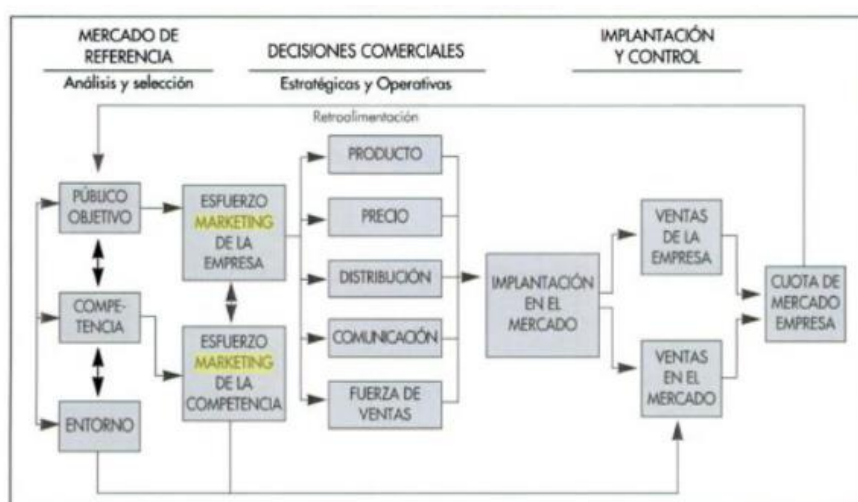 MERCADO DE
REFERENCIA
Análisis y selección
DECISIONES COMERCIALES
Estratégicas y Operativas
IMPLANTACIÓN
Y CONTROL
Retroalimentación
PÚBLICO
OBJETIVO
COMPE-
TENCIA
ENTORNO
ESFUERZO
MARKETING
DE LA
EMPRESA
ESFUERZO
MARKETING
DE LA
COMPETENCIA
PRODUCTO
PRECIO
DISTRIBUCIÓN
COMUNICACIÓN
FUERZA DE
VENTAS
IMPLANTACIÓN
EN EL
MERCADO
VENTAS
DE LA
EMPRESA
VENTAS
EN EL
MERCADO
CUOTA DE
MERCADO
EMPRESA